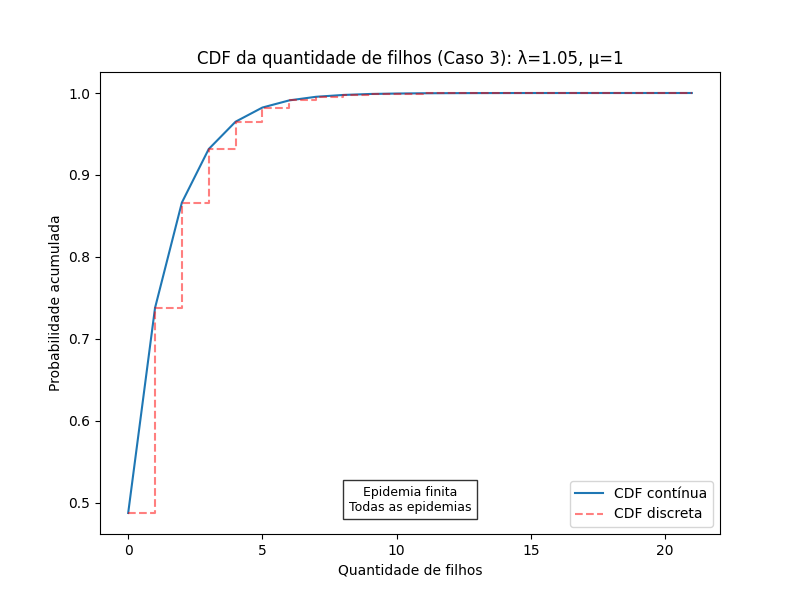 CDF da quantidade de filhos (Caso 3): λ=1.05, μ=1
Probabilidade acumulada
1.0
0.9
0.8
0.7
0.6
0.5
Epidemia finita
Todas as epidemias
CDF contínua
CDF discreta
0
5
10
15
20
Quantidade de filhos